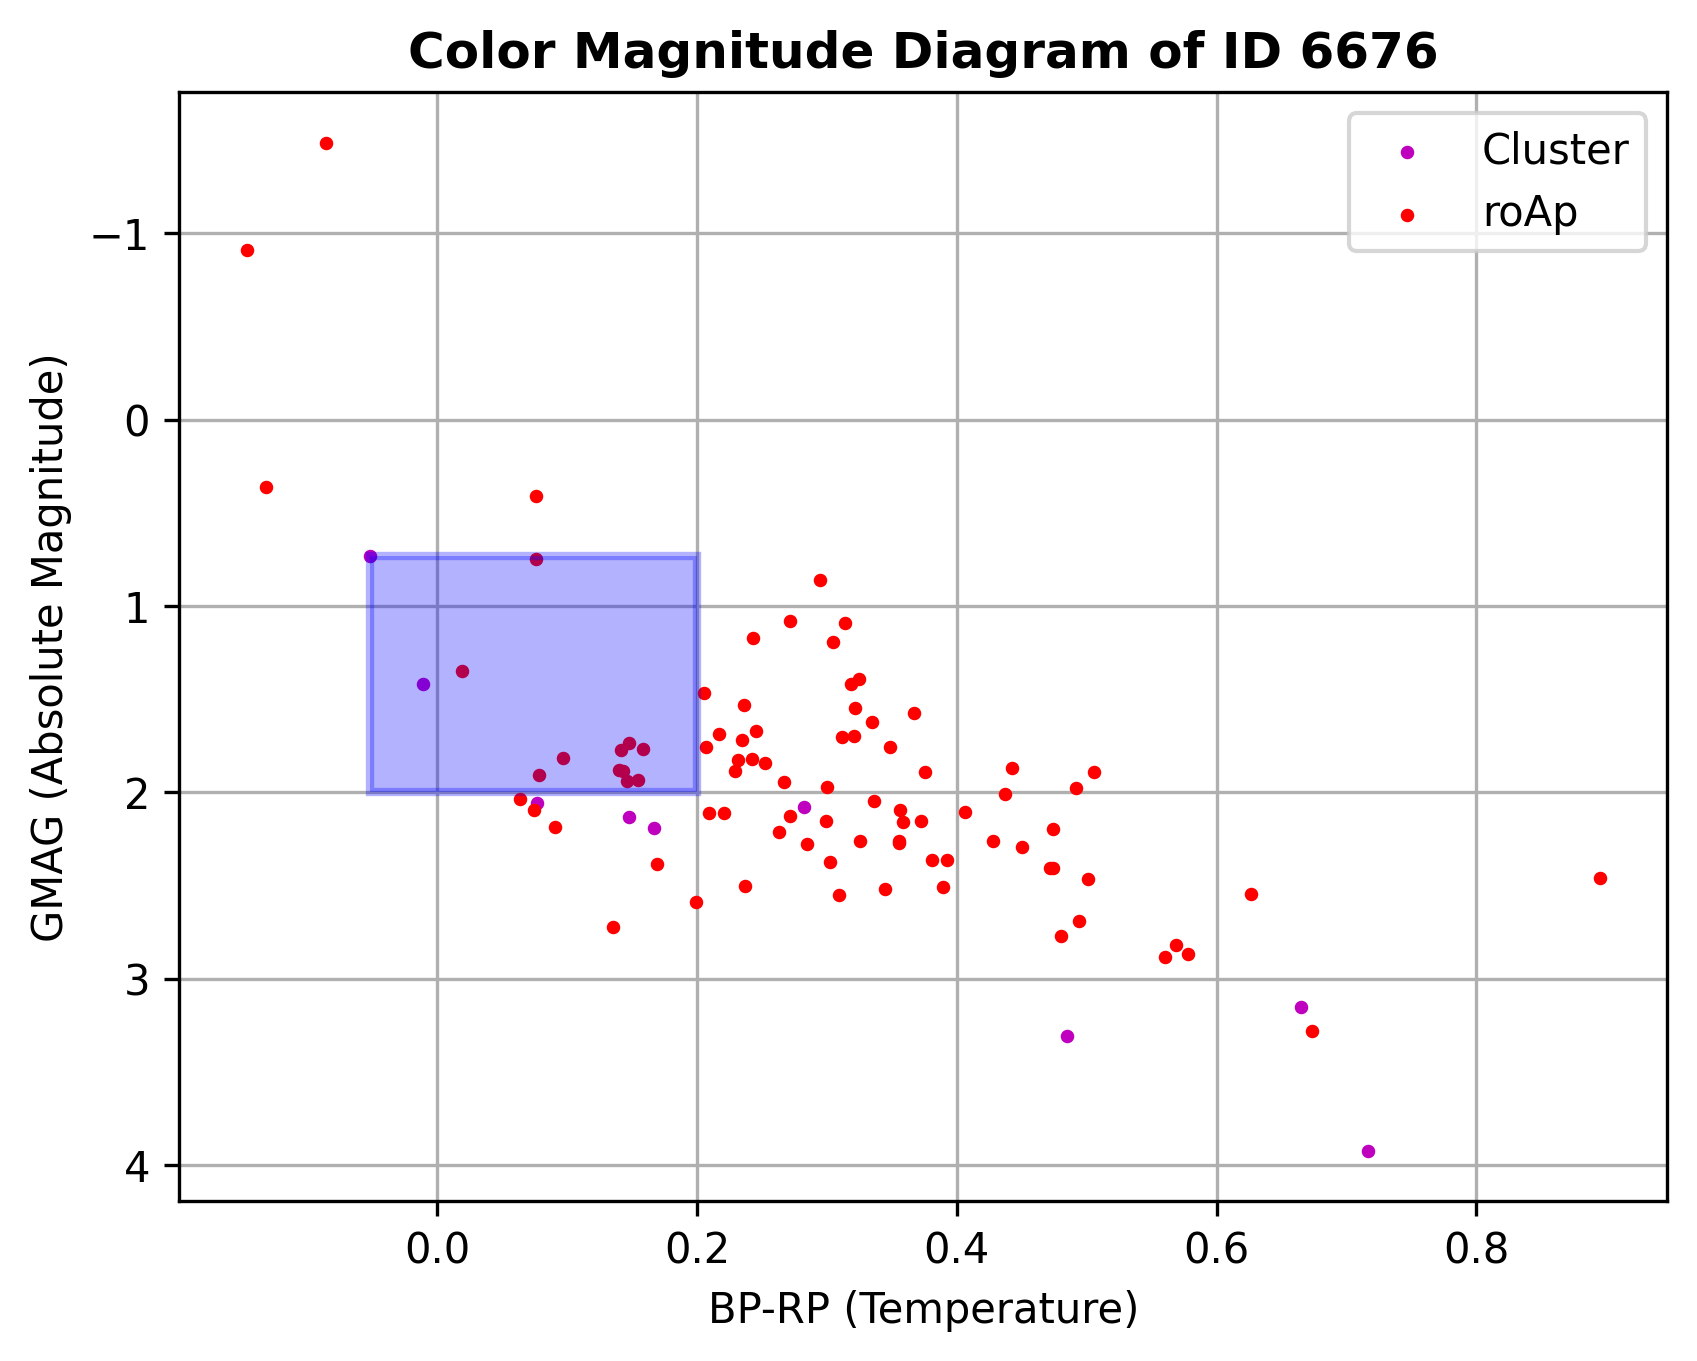 Color Magnitude Diagram of ID 6676
Cluster
roAp
−1
0
1
2
3
4
GMAG (Absolute Magnitude)
0.0 0.2 0.4 0.6 0.8
BP-RP (Temperature)